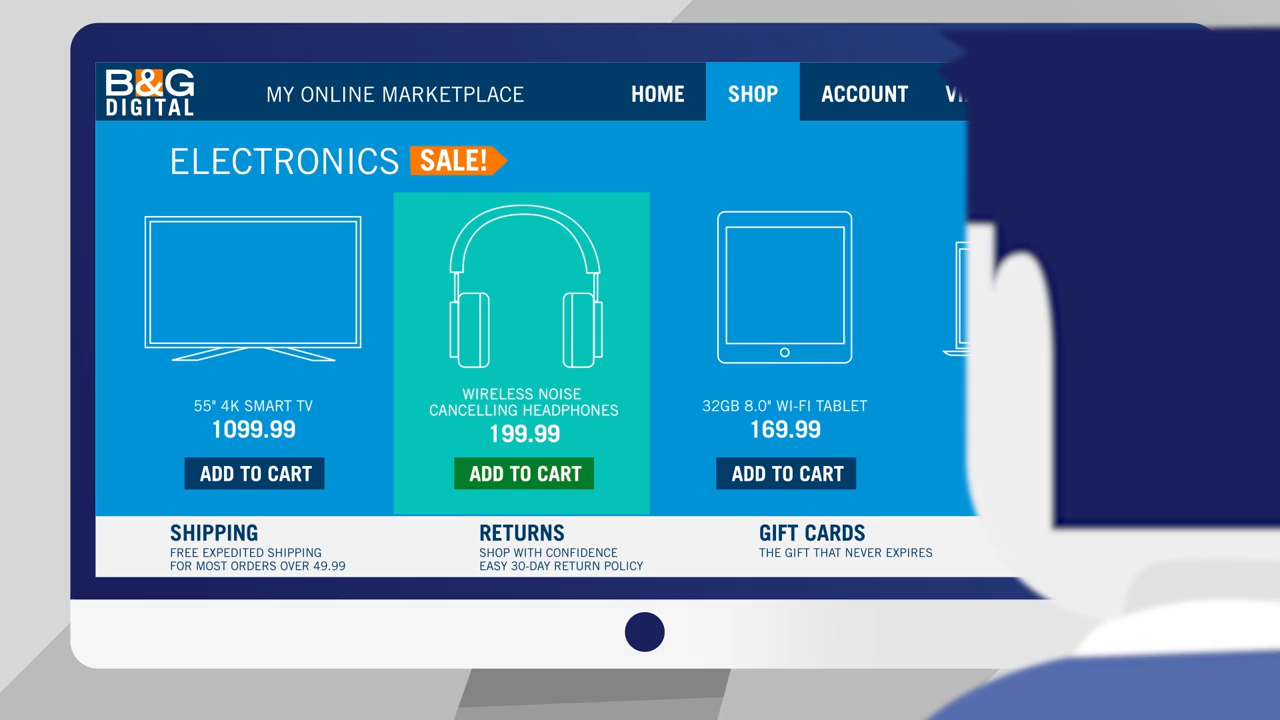 B&G
DIGITAL
MY ONLINE MARKETPLACE
HOME
SHOP
ACCOUNT
ELECTRONICS
SALE!
55" 4K SMART TV
1099.99
ADD TO CART
WIRELESS NOISE
CANCELLING HEADPHONES
199.99
ADD TO CART
32GB 8.0" WI-FI TABLET
169.99
ADD TO CART
SHIPPING
FREE EXPEDITED SHIPPING
FOR MOST ORDERS OVER 49.99
RETURNS
SHOP WITH CONFIDENCE
EASY 30-DAY RETURN POLICY
GIFT CARDS
THE GIFT THAT NEVER EXPIRES